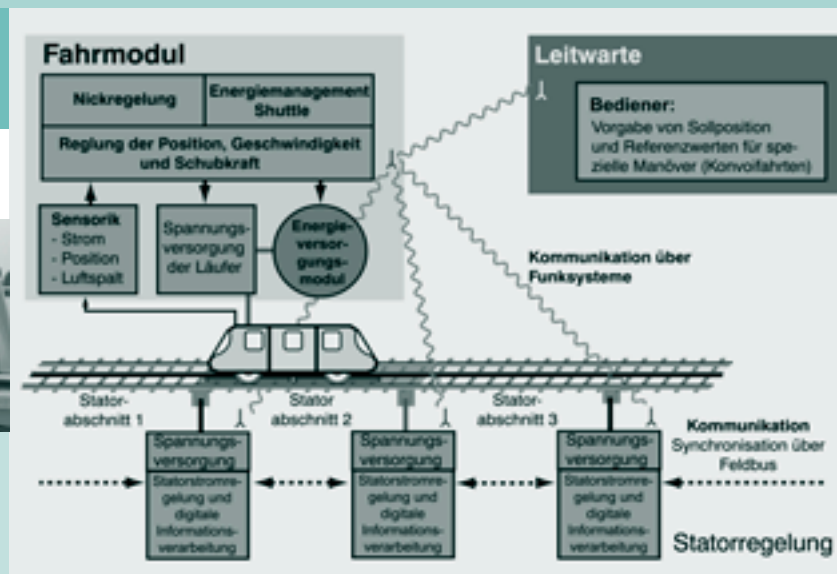 Fahrmodul
Nickregelung
Energiemanagement
Shuttle
Reglung der Position, Geschwindigkeit
und Schubkraft
Sensorik
- Strom
- Position
- Luftspalt
Spannungs-
versorgung
der Läufer
Energie-
versor-
gungs-
modul
Leitwarte
Bediener:
Vorgabe von Sollposition
und Referenzwerten für spe-
zielle Manöver (Konvoifahrten)
Kommunikation über
Funksysteme
Stator-
abschnitt 1
Stator
abschnitt 2
Stator-
abschnitt 3
Spannungs-
versorgung
Statorstromre-
gelung und
digitale
Informations-
verarbeitung
Spannungs-
versorgung
Statorstromre-
gelung und
digitale
Informations-
verarbeitung
Spannungs-
versorgung
Statorstromre-
gelung und
digitale
Informations-
verarbeitung
Kommunikation
Synchronisation über
Feldbus
Statorregelung